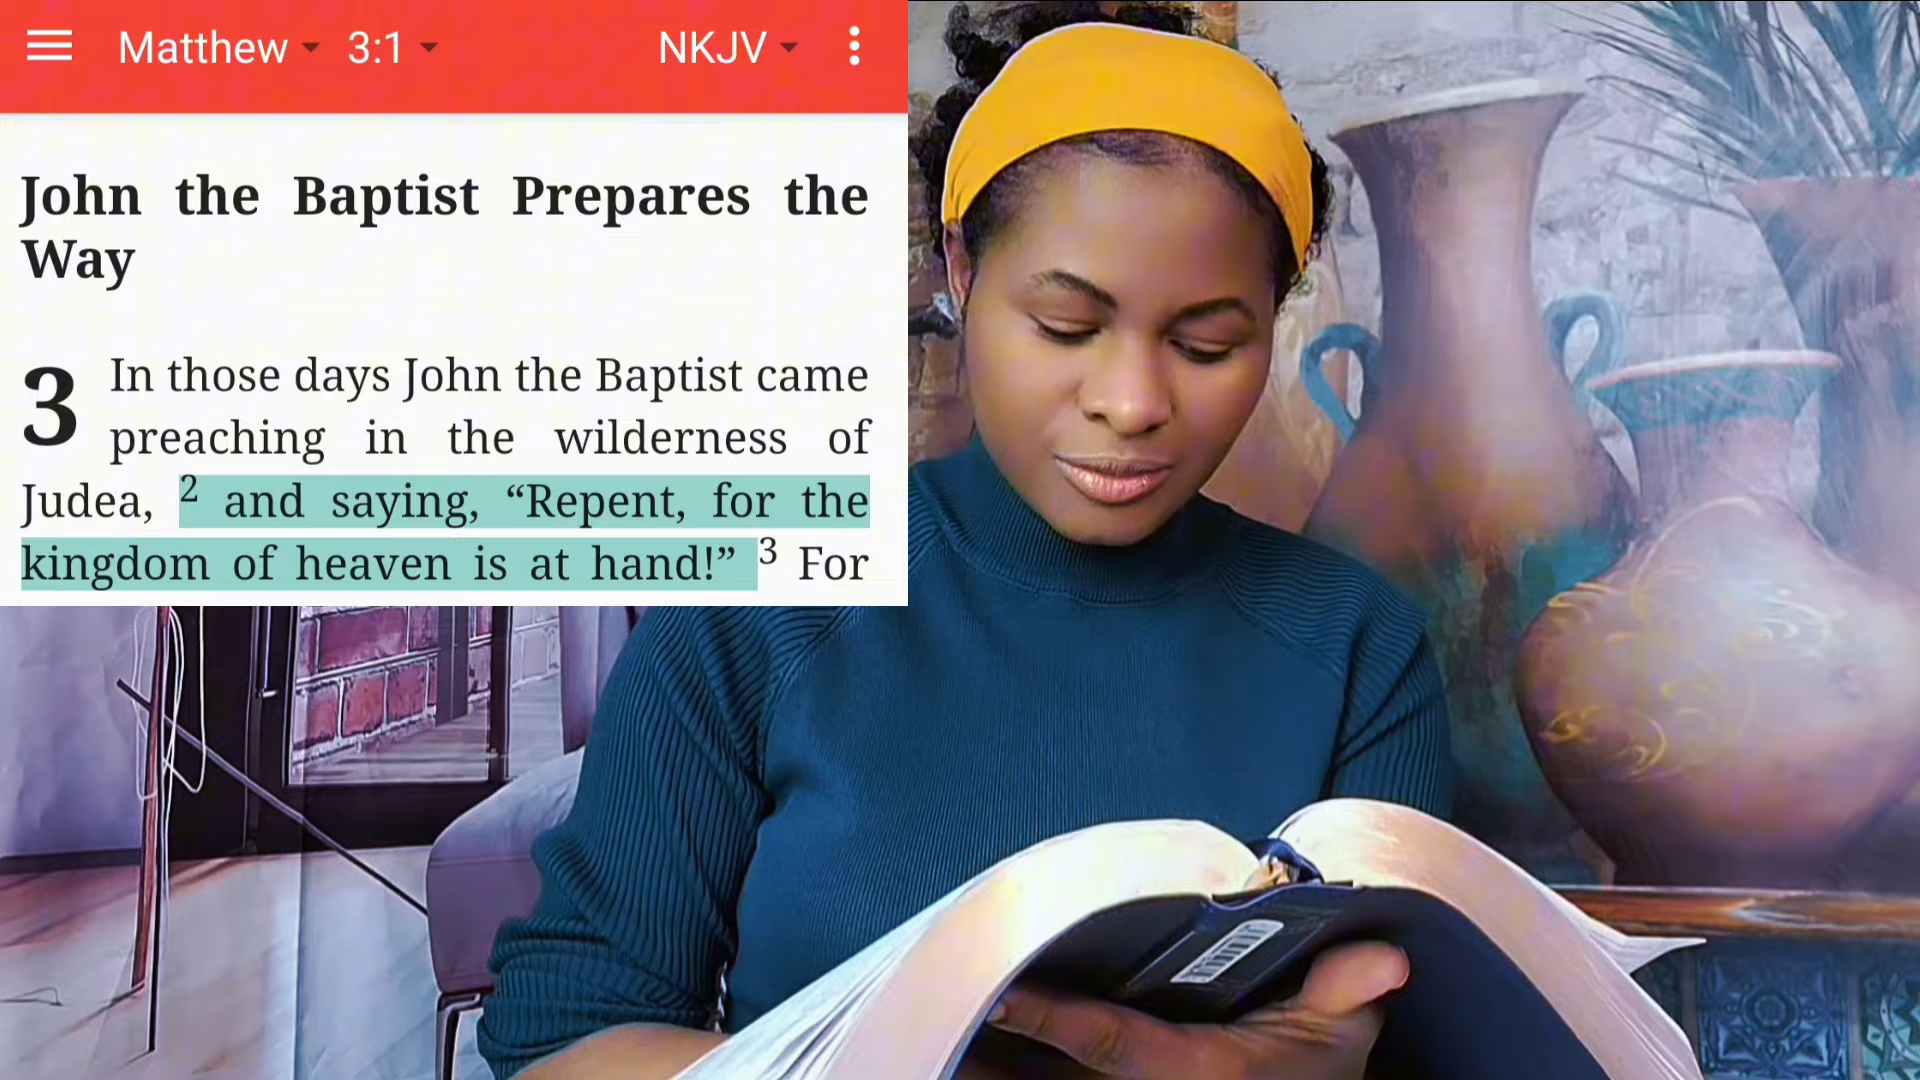 Matthew 3:1 NKJV
John the Baptist Prepares the
Way
3 In those days John the Baptist came
preaching in the wilderness of
Judea, 2 and saying, “Repent, for the
kingdom of heaven is at hand!” 3 For